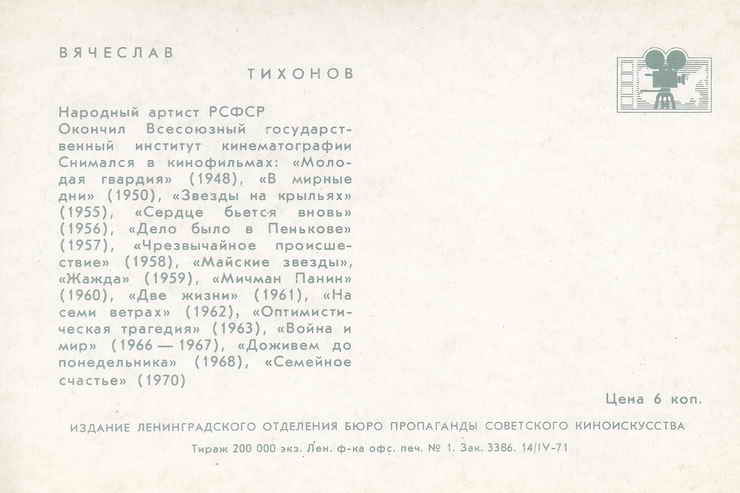 ВЯЧЕСЛАВ
ТИХОНОВ
Народный артист РСФСР
Окончил Всесоюзный государст-
венный институт кинематографии
Снимался в кинофильмах: «Моло-
дая гвардия» (1948), «В мирные
дни» (1950), «Звезды на крыльях»
(1955), «Сердце бьется вновь»
(1956), «Дело было в Пенькове»
(1957), «Чрезвычайное происше-
ствие» (1958), «Майские звезды»,
«Жажда» (1959), «Мичман Панин»
(1960), «Две жизни» (1961), «На
семи ветрах» (1962), «Оптимисти-
ческая трагедия» (1963), «Война и
мир» (1966 — 1967), «Доживем до
понедельника» (1968), «Семейное
счастье» (1970)
Цена 6 коп.
ИЗДАНИЕ ЛЕНИНГРАДСКОГО ОТДЕЛЕНИЯ БЮРО ПРОПАГАНДЫ СОВЕТСКОГО КИНОИСКУССТВА
Тираж 200 000 экз. Лен. ф-ка офс. печ. № 1. Зак. 3386. 14/IV-71